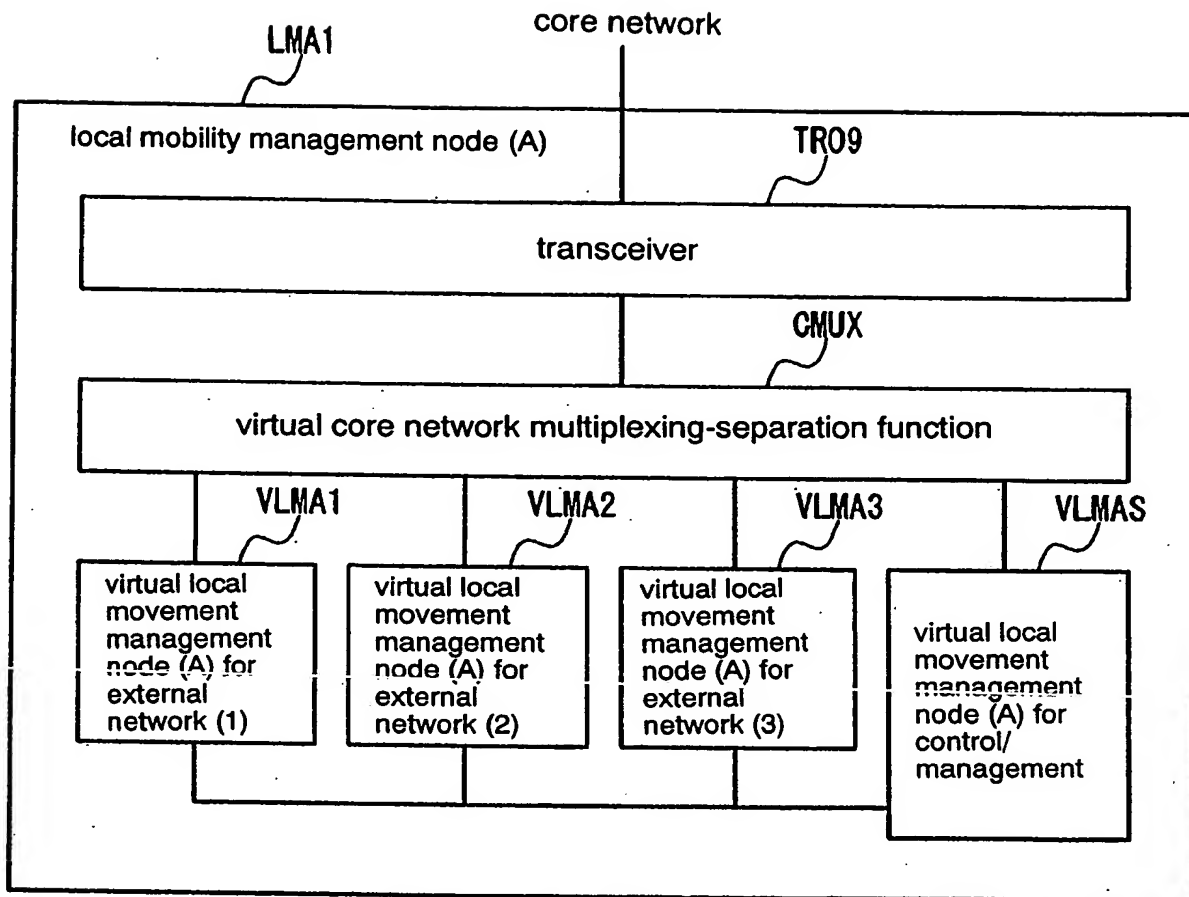 core network
LMA1
local mobility management node (A)
TR09
transceiver
CMUX
virtual core network multiplexing-separation function
VLMA1
VLMA2
VLMA3
VLMAS
virtual local
movement
management
node (A) for
external
network (1)
virtual local
movement
management
node (A) for
external
network (2)
virtual local
movement
management
node (A) for
external
network (3)
virtual local
movement
management
node (A) for
control/
management